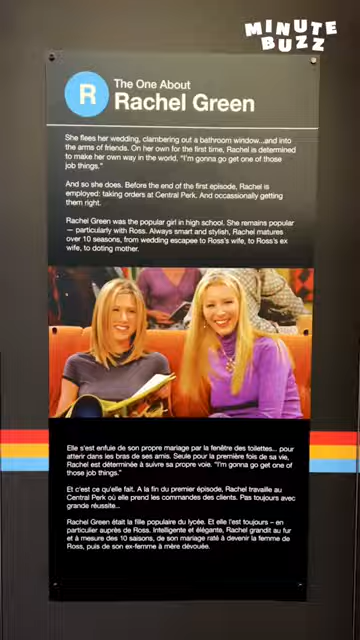 MINUTE
BUZZ
R
The One About
Rachel Green
She flees her wedding, clambering out a bathroom window...and into
the arms of friends. On her own for the first time, Rachel is determined
to make her own way in the world, "I'm gonna go get one of those
job things."
And so she does. Before the end of the first episode, Rachel is
employed: taking orders at Central Perk. And occasionally getting
them right.
Rachel Green was the popular girl in high school. She remains popular
— particularly with Ross. Always smart and stylish, Rachel matures
over 10 seasons, from wedding escapee to Ross's wife, to Ross's ex
wife, to doting mother.
Elle s'est enfuie de son propre mariage par la fenêtre des toilettes... pour
atterir dans les bras de ses amis. Seule pour la première fois de sa vie,
Rachel est déterminée à suivre sa propre voie. "I'm gonna go get one of
those job things."
Et c'est ce qu'elle fait. A la fin du premier épisode, Rachel travaille au
Central Perk où elle prend les commandes des clients. Pas toujours avec
grande réussite...
Rachel Green était la fille populaire du lycée. Et elle l'est toujours – en
particulier auprès de Ross. Intelligente et élégante, Rachel grandit au fur
et à mesure des 10 saisons, de son mariage raté à devenir la femme de
Ross, puis de son ex-femme à mère dévouée.